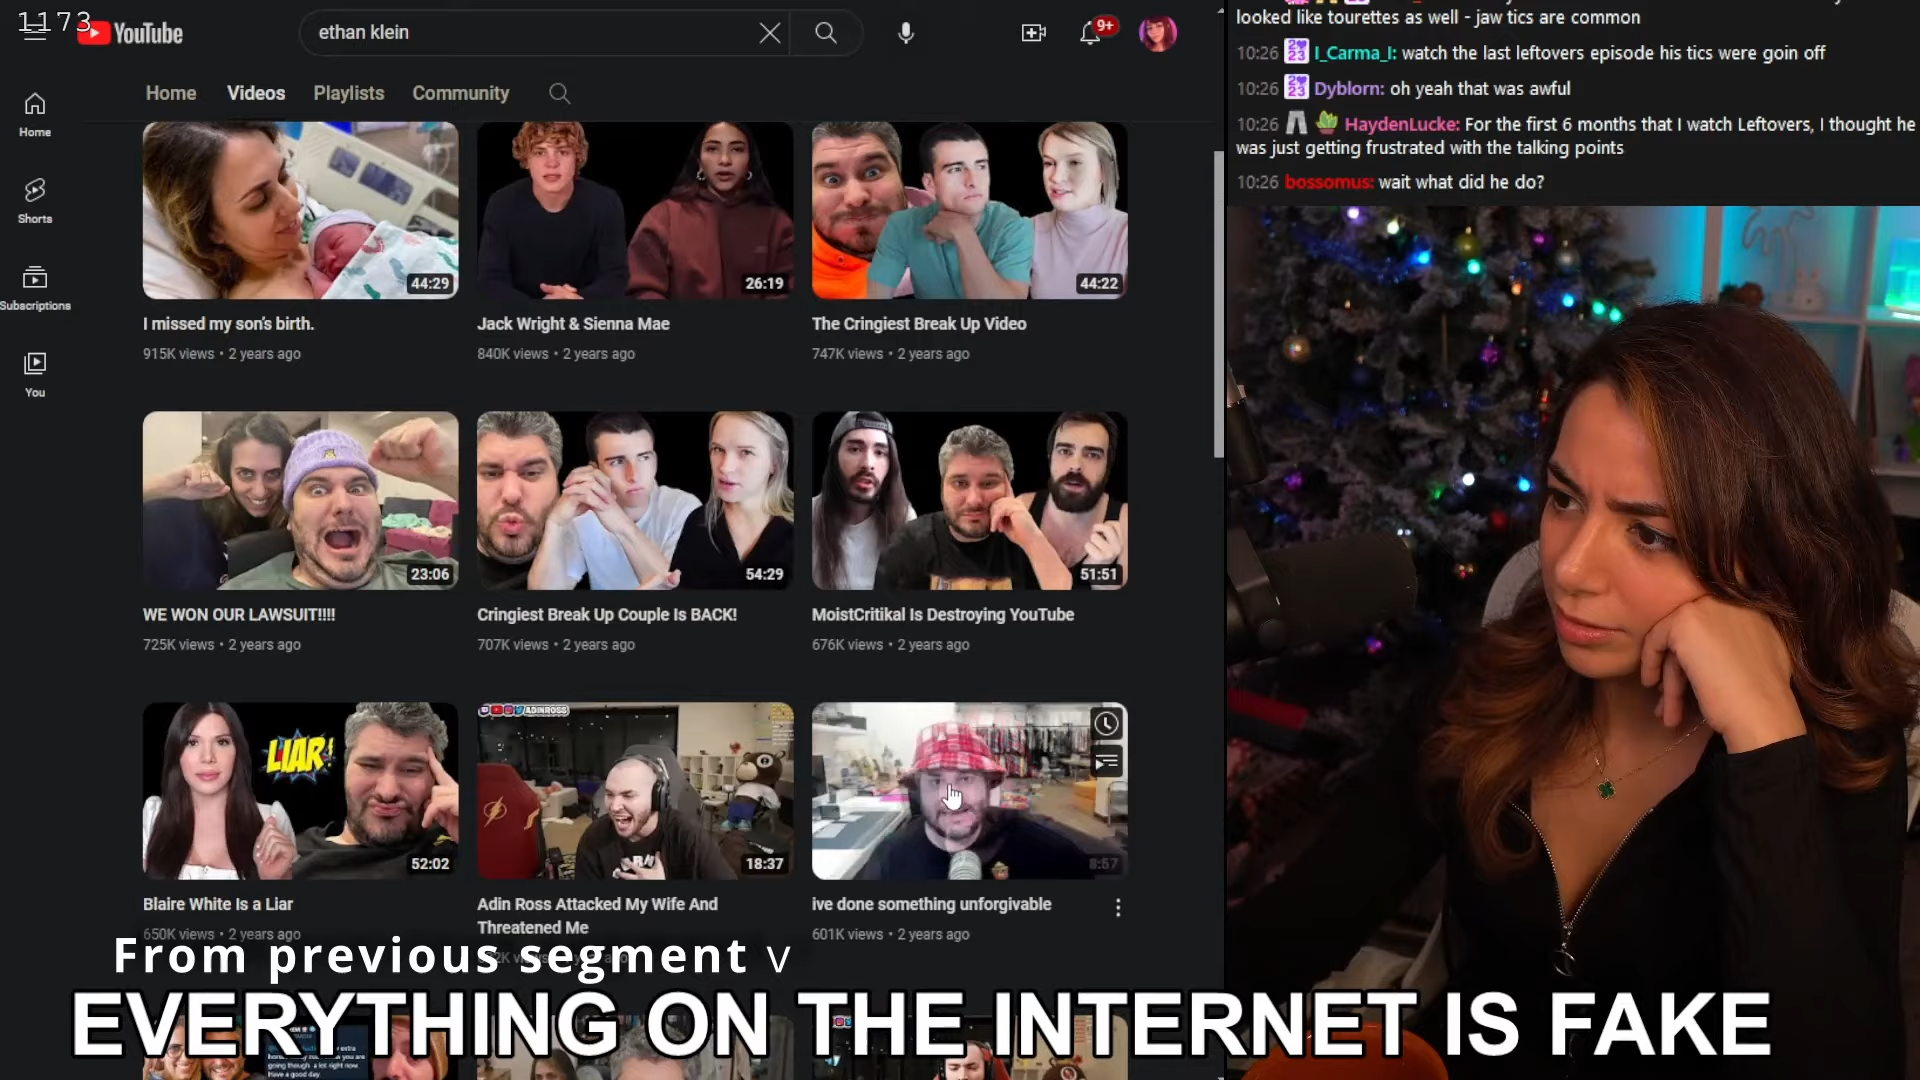 1173
YouTube
ethan klein
9+
Home
Videos
Playlists
Community
Home
Shorts
Subscriptions
You
44:29
I missed my son's birth.
915K views • 2 years ago
26:19
Jack Wright & Sienna Mae
840K views • 2 years ago
44:22
The Cringiest Break Up Video
747K views • 2 years ago
23:06
WE WON OUR LAWSUIT!!!!
725K views • 2 years ago
54:29
Cringiest Break Up Couple Is BACK!
707K views • 2 years ago
51:51
MoistCritikal Is Destroying YouTube
676K views • 2 years ago
LIAR!
52:02
Blaire White Is a Liar
650K views • 2 years ago
ADINROSS
18:37
Adin Ross Attacked My Wife And
Threatened Me
8:57
ive done something unforgivable
601K views • 2 years ago
looked like tourettes as well - jaw tics are common
10:26 I_Carma_I: watch the last leftovers episode his tics were goin off
10:26 Dyblorn: oh yeah that was awful
10:26 HaydenLucke: For the first 6 months that I watch Leftovers, I thought he
was just getting frustrated with the talking points
10:26 bossomus: wait what did he do?
From previous segment v
EVERYTHING ON THE INTERNET IS FAKE